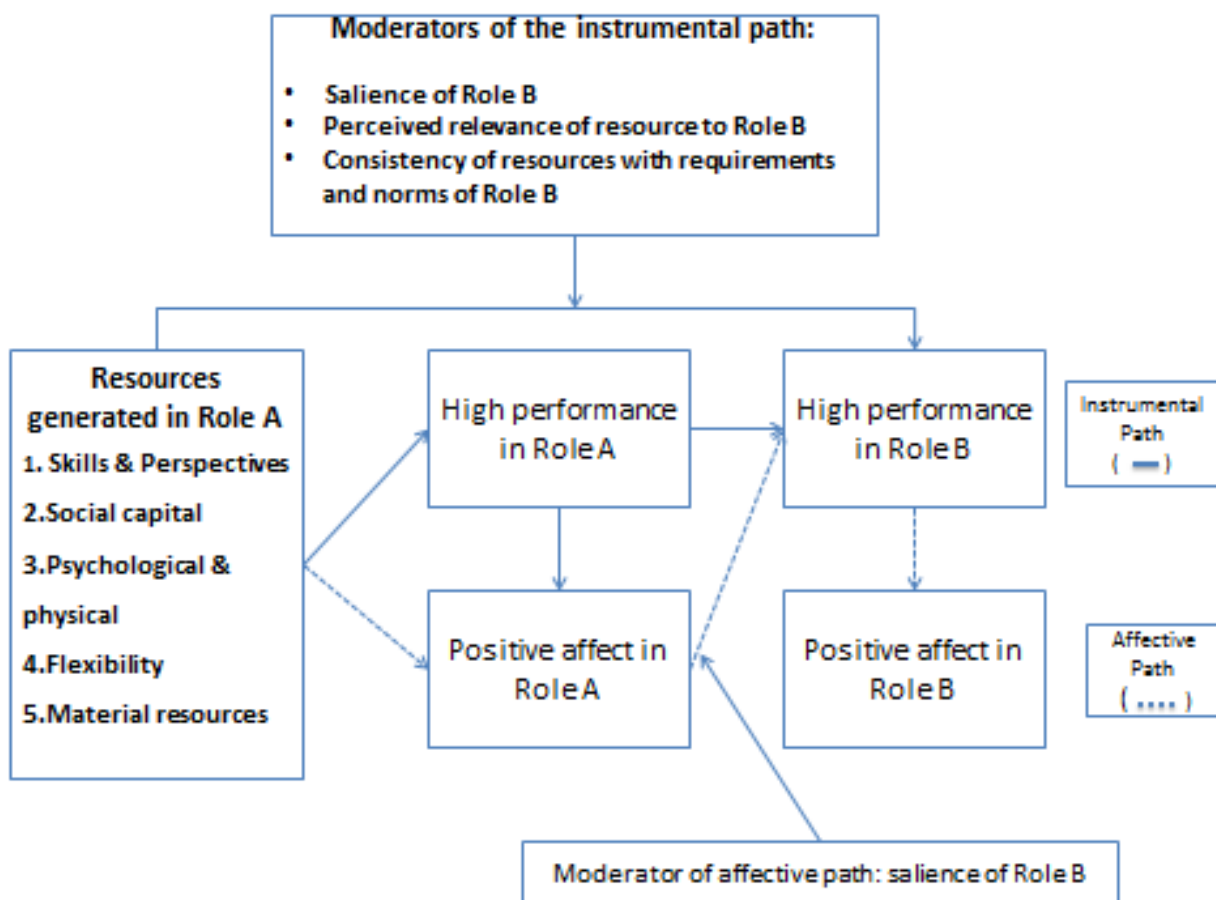 Moderators of the instrumental path:
• Salience of Role B
• Perceived relevance of resource to Role B
• Consistency of resources with requirements
and norms of Role B
Resources
generated in Role A
1. Skills & Perspectives
2.Social capital
3.Psychological &
physical
4.Flexibility
5.Material resources
High performance
in Role A
High performance
in Role B
Instrumental
Path
( — )
Positive affect in
Role A
Positive affect in
Role B
Affective
Path
( .... )
Moderator of affective path: salience of Role B